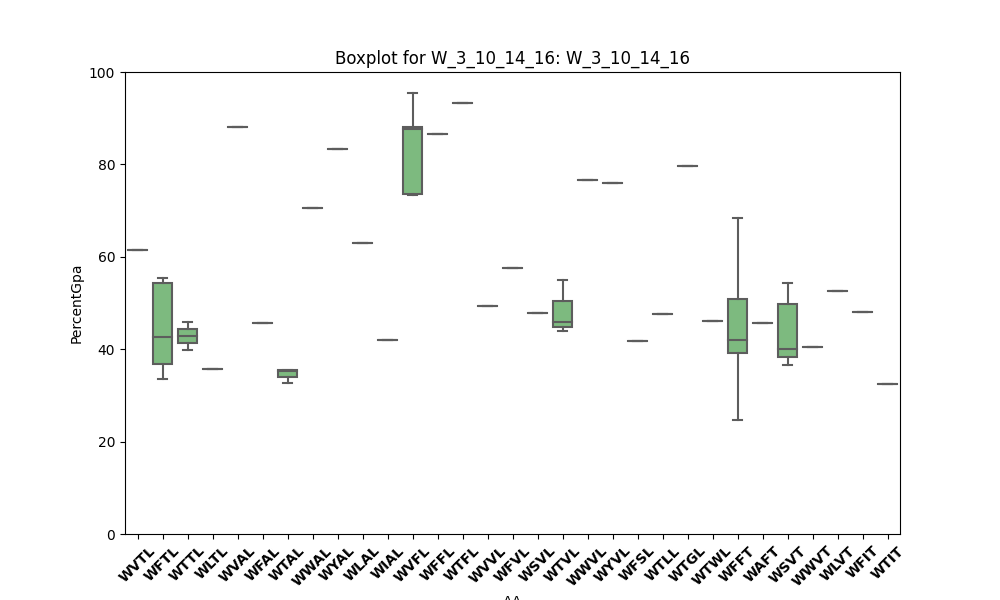 Boxplot for W_3_10_14_16: W_3_10_14_16
PercentGpa
100
80
60
40
20
0
WVTL WFTL WTTL WLTL WVAL WFAL WTAL WWAL WYAL WLAL WIAL WVFL WFFL WTFL WVVL WFVL WSVL WTVL WWVL WYVL WFSL WTLL WTGL WTWL WFFT WAFT WSVT WWVT WLVT WFIT WTIT
AA